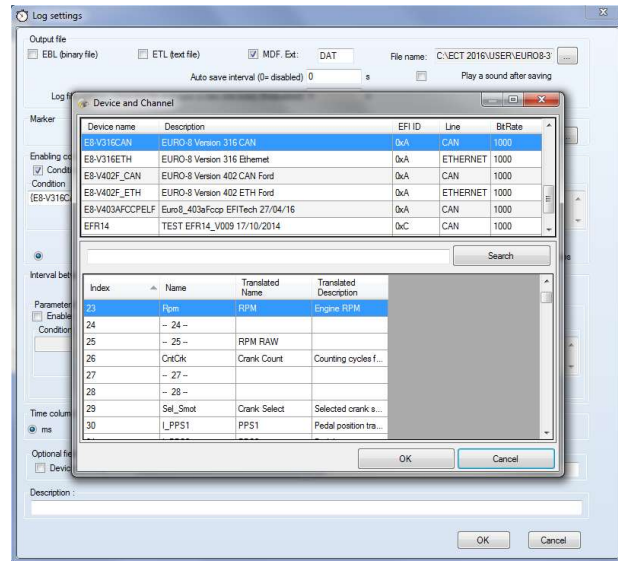 Log settings
Output file
EBL (binary file) ETL (text file) MDF. Ext: DAT File name: C:\ECT 2016\USER\EURO8-3 ...
Auto save interval (0= disabled) 0 s Play a sound after saving
Log fi
Device and Channel
Marker
Device name Description EFI ID Line BitRate
E8-V316CAN EURO-8 Version 316 CAN 0xA CAN 1000
E8-V316ETH EURO-8 Version 316 Ethernet 0xA ETHERNET 1000
E8-V402F_CAN EURO-8 Version 402 CAN Ford 0xA CAN 1000
E8-V402F_ETH EURO-8 Version 402 ETH Ford 0xA ETHERNET 1000
E8-V403AFCCPELF Euro8_403aFccp EFITech 27/04/16 0xA CAN 1000
EFR14 TEST EFR14_V009 17/10/2014 0xC CAN 1000
Enabling co
Conditi
Condition
{E8-V316C
Search
Interval bet
Index Name Translated Name Translated Description
23 Rpm RPM Engine RPM
24 -- 24 --
25 -- 25 -- RPM RAW
26 CntCrk Crank Count Counting cycles f...
27 -- 27 --
28 -- 28 --
29 Sel_Smot Crank Select Selected crank s...
30 I_PPS1 PPS1 Pedal position tra...
Parameter
Enable
Condition
Time colum
ms
OK Cancel
Optional fie
Devic
Description :
OK Cancel